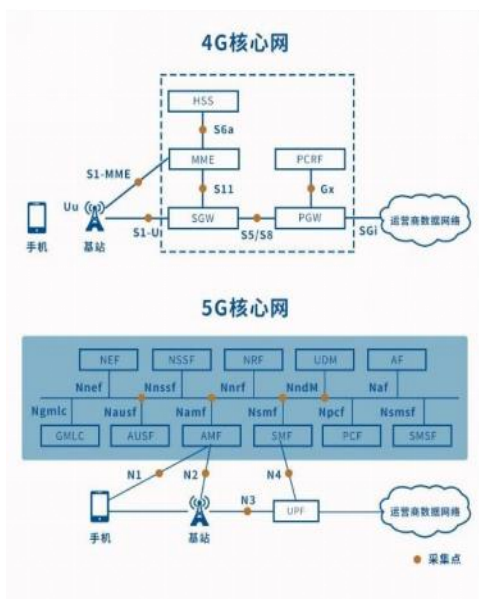 4G核心网
HSS
S6a
MME
PCRF
S1-MME
S11
Gx
Uu
SGW
PGW
运营商数据网络
手机
基站
S1-U
S5/S8
SGi
5G核心网
NEF
NSSF
NRF
UDM
AF
Nnef
Nnssf
Nnrf
NndM
Naf
Ngmlc
Nausf
Namf
Nsmf
Npcf
Nsmsf
GMLC
AUSF
AMF
SMF
PCF
SMSF
N1
N2
N4
N3
UPF
运营商数据网络
手机
基站
采集点